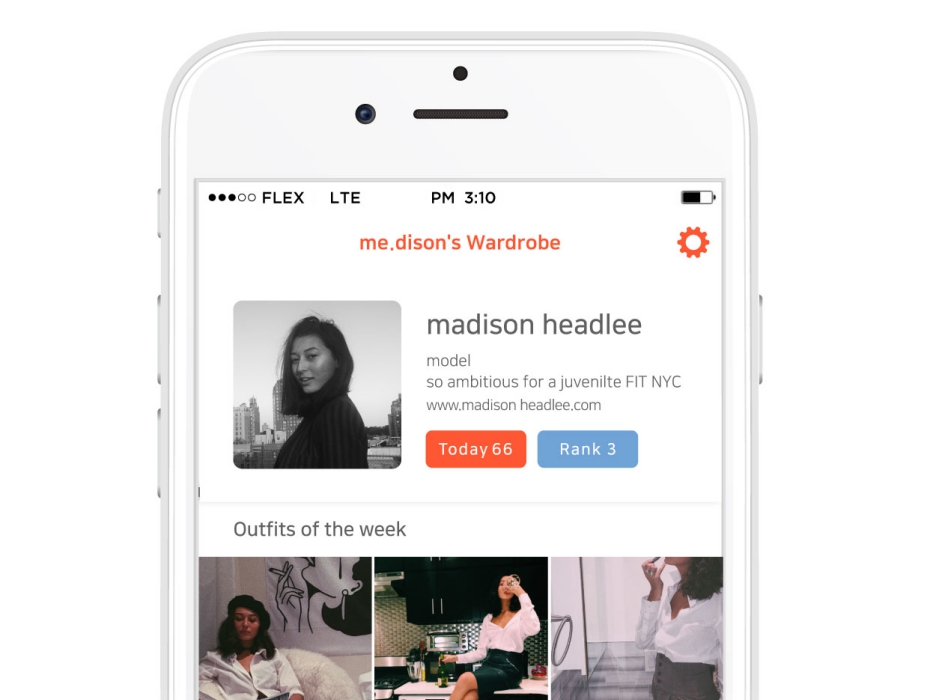 ●●●○○ FLEX LTE PM 3:10
me.dison's Wardrobe
madison headlee
model
so ambitious for a juvenilte FIT NYC
www.madison headlee.com
Today 66 Rank 3
Outfits of the week